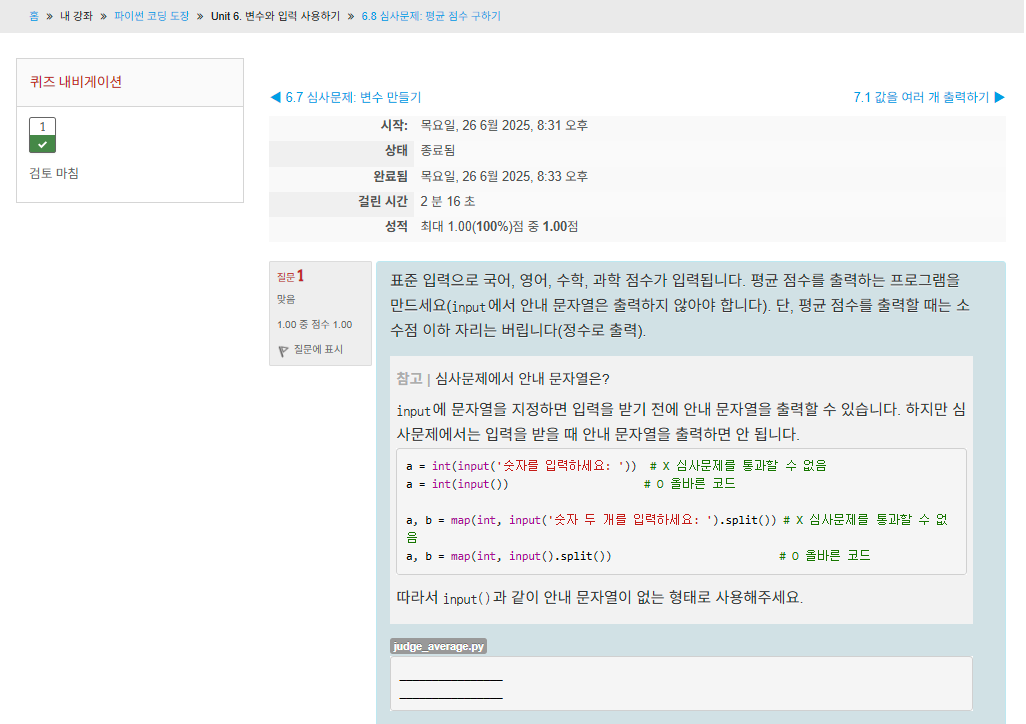 홈 » 내 강좌 » 파이썬 코딩 도장 » Unit 6. 변수와 입력 사용하기 » 6.8 심사문제: 평균 점수 구하기
퀴즈 내비게이션
1
검토 마침
◀ 6.7 심사문제: 변수 만들기
7.1 값을 여러 개 출력하기 ▶
시작: 목요일, 26 6월 2025, 8:31 오후
상태 종료됨
완료됨 목요일, 26 6월 2025, 8:33 오후
걸린 시간 2 분 16 초
성적 최대 1.00(100%)점 중 1.00점
질문 1
맞음
1.00 중 점수 1.00
질문에 표시
표준 입력으로 국어, 영어, 수학, 과학 점수가 입력됩니다. 평균 점수를 출력하는 프로그램을
만드세요(input에서 안내 문자열은 출력하지 않아야 합니다). 단, 평균 점수를 출력할 때는 소
수점 이하 자리는 버립니다(정수로 출력).
참고 | 심사문제에서 안내 문자열은?
input에 문자열을 지정하면 입력을 받기 전에 안내 문자열을 출력할 수 있습니다. 하지만 심
사문제에서는 입력을 받을 때 안내 문자열을 출력하면 안 됩니다.
a = int(input('숫자를 입력하세요: ')) # X 심사문제를 통과할 수 없음
a = int(input()) # O 올바른 코드
a, b = map(int, input('숫자 두 개를 입력하세요: ').split()) # X 심사문제를 통과할 수 없
음
a, b = map(int, input().split()) # O 올바른 코드
따라서 input()과 같이 안내 문자열이 없는 형태로 사용해주세요.
judge_average.py
________________
________________